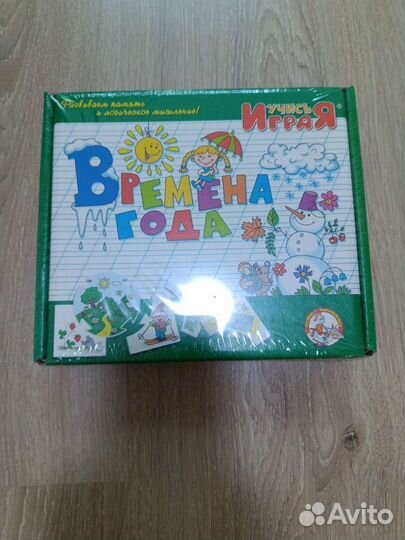 Развиваем память
и логическое мышление!
УЧИСЬ
ИГРАЯ®
ВРЕМЕНА
ГОДА
Avito